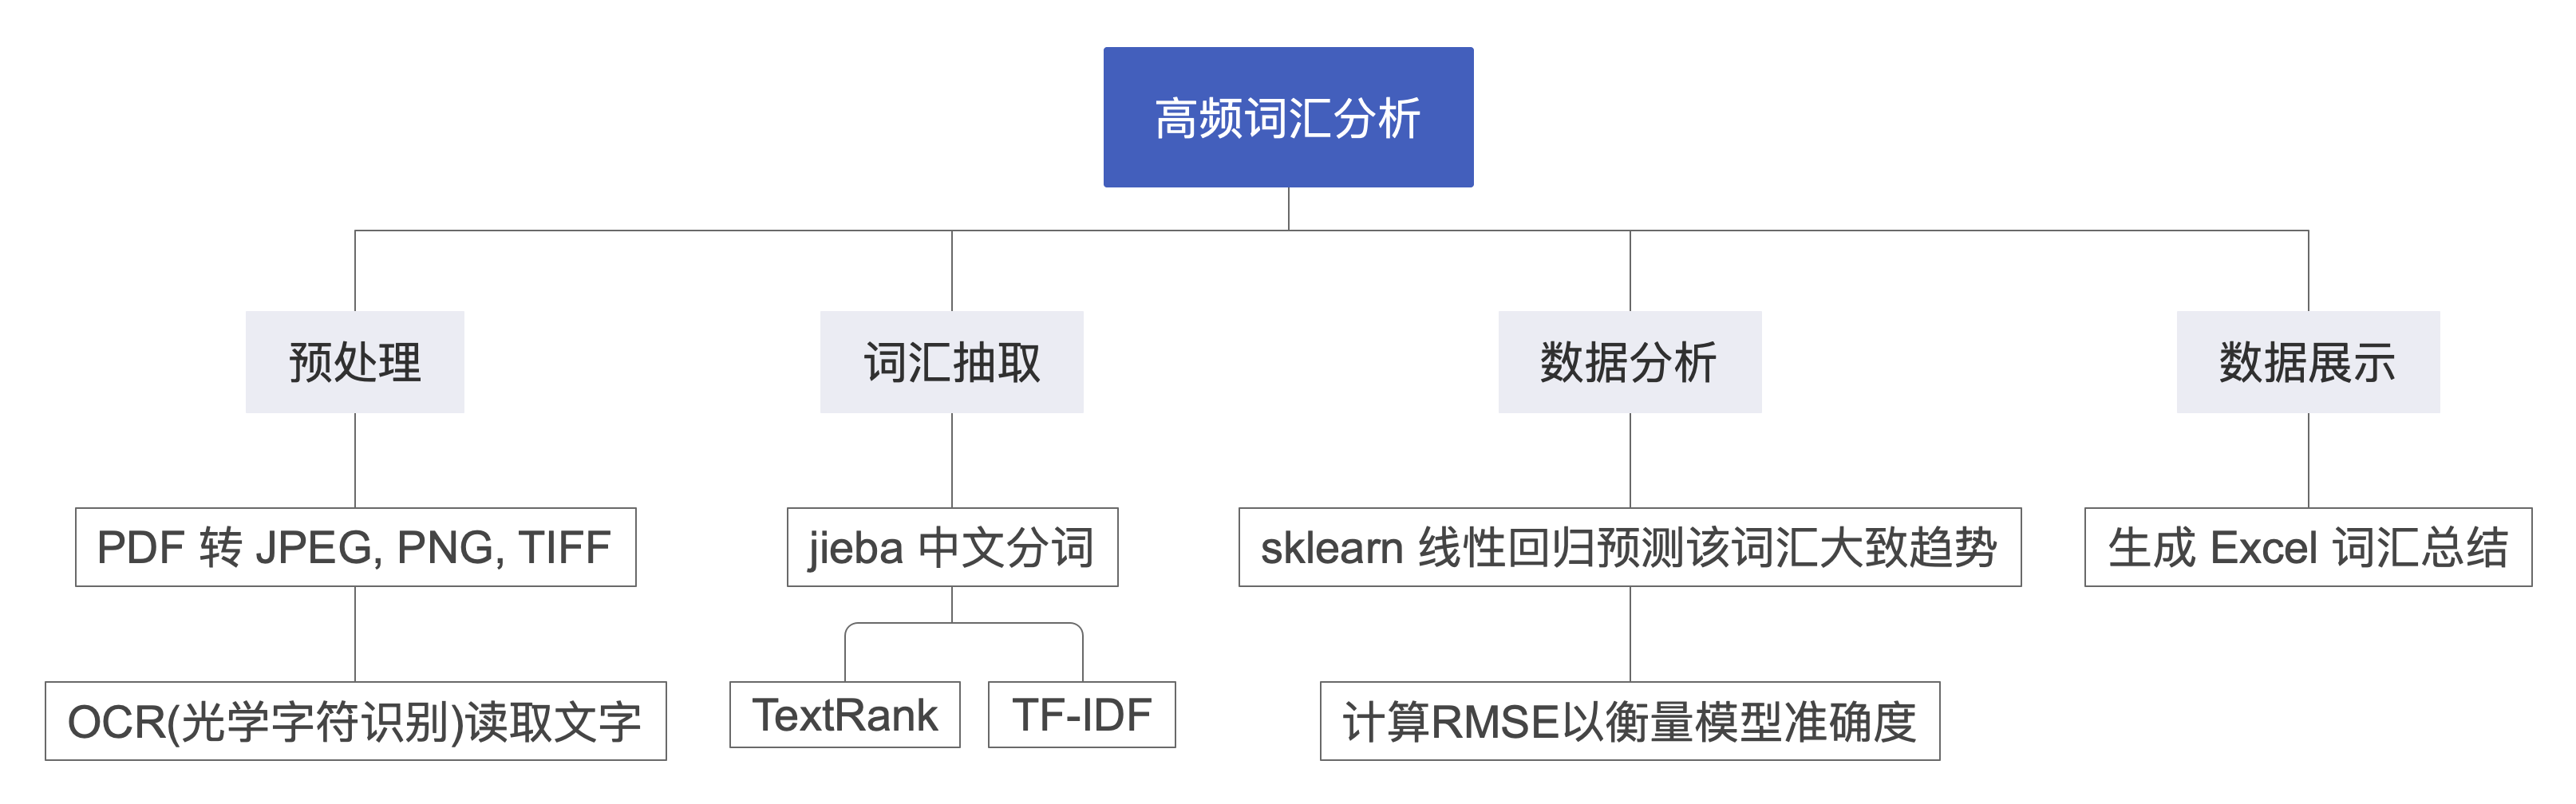 高频词汇分析
预处理
词汇抽取
数据分析
数据展示
PDF 转 JPEG, PNG, TIFF
jieba 中文分词
sklearn 线性回归预测该词汇大致趋势
生成 Excel 词汇总结
OCR(光学字符识别)读取文字
TextRank
TF-IDF
计算RMSE以衡量模型准确度